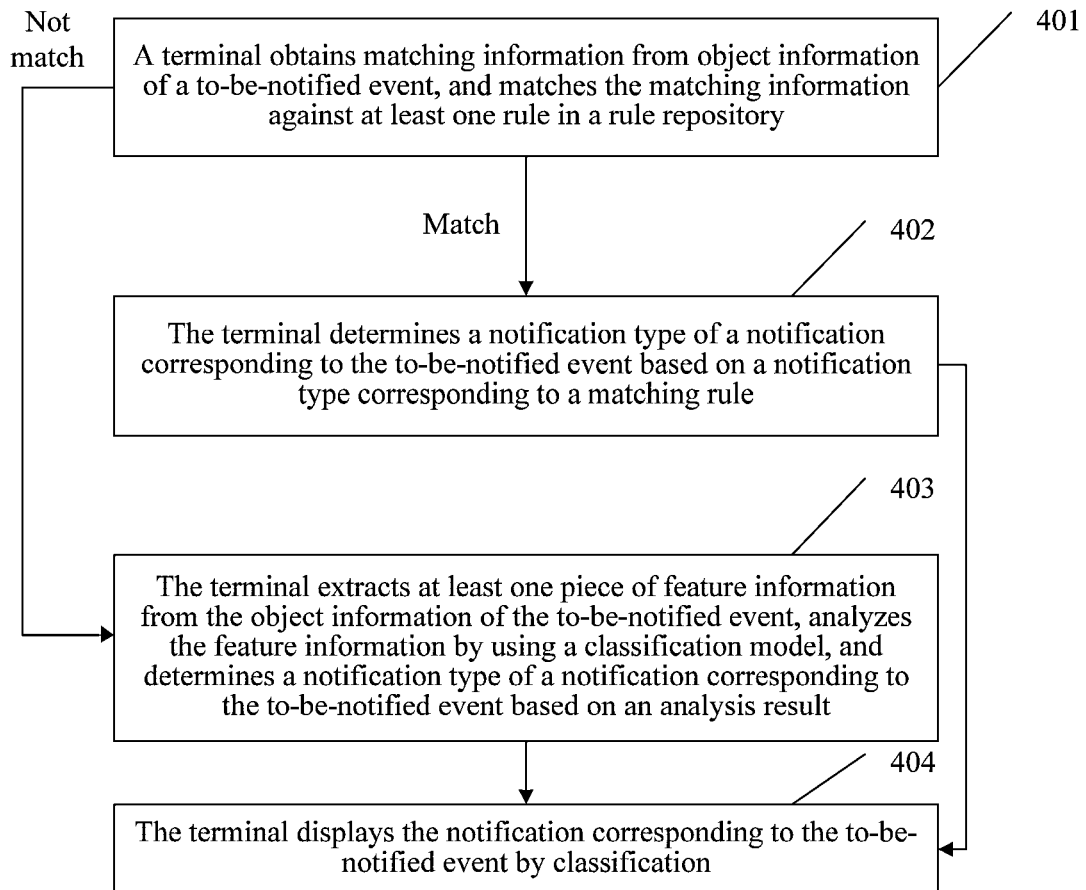 Not
match
401
A terminal obtains matching information from object information
of a to-be-notified event, and matches the matching information
against at least one rule in a rule repository
Match
402
The terminal determines a notification type of a notification
corresponding to the to-be-notified event based on a notification
type corresponding to a matching rule
403
The terminal extracts at least one piece of feature information
from the object information of the to-be-notified event, analyzes
the feature information by using a classification model, and
determines a notification type of a notification corresponding to
the to-be-notified event based on an analysis result
404
The terminal displays the notification corresponding to the to-be-
notified event by classification